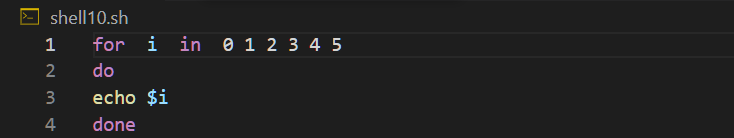 shell10.sh
1 for i in 0 1 2 3 4 5
2 do
3 echo $i
4 done